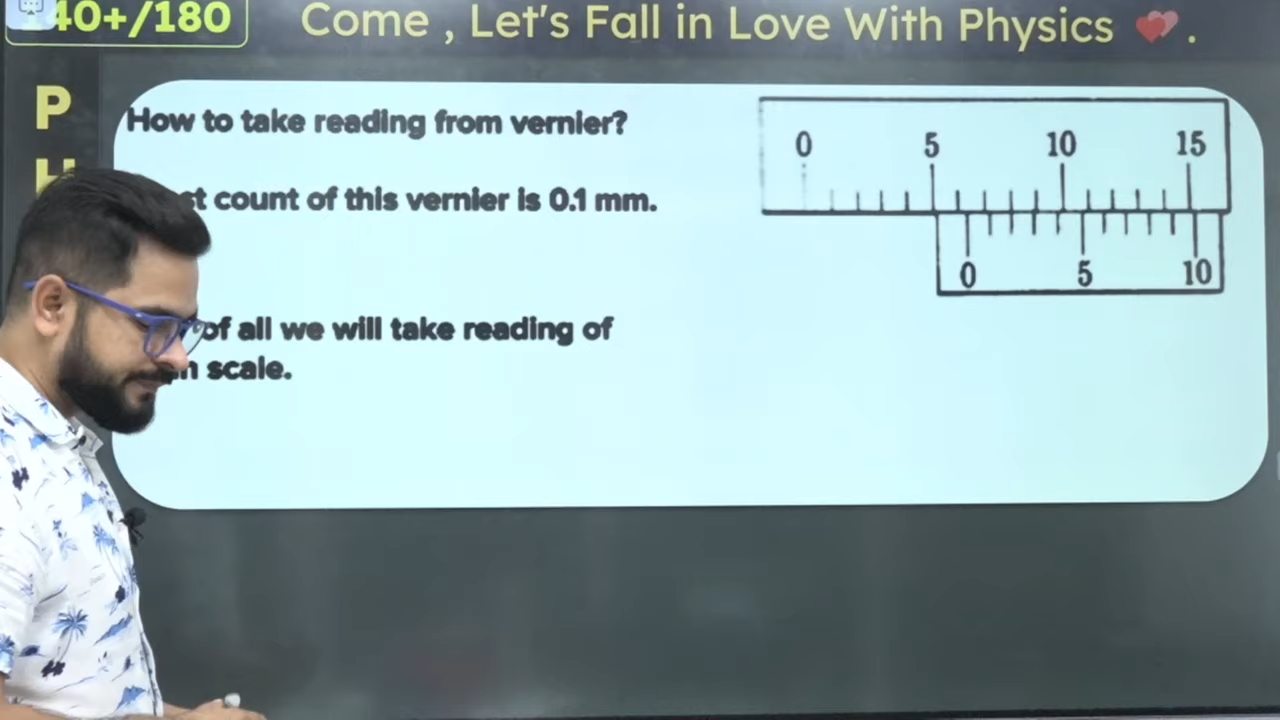 40+/180
Come , Let's Fall in Love With Physics ❤ .
P
H
How to take reading from vernier?
count of this vernier is 0.1 mm.
of all we will take reading of
scale.
0 5 10 15
0 5 10